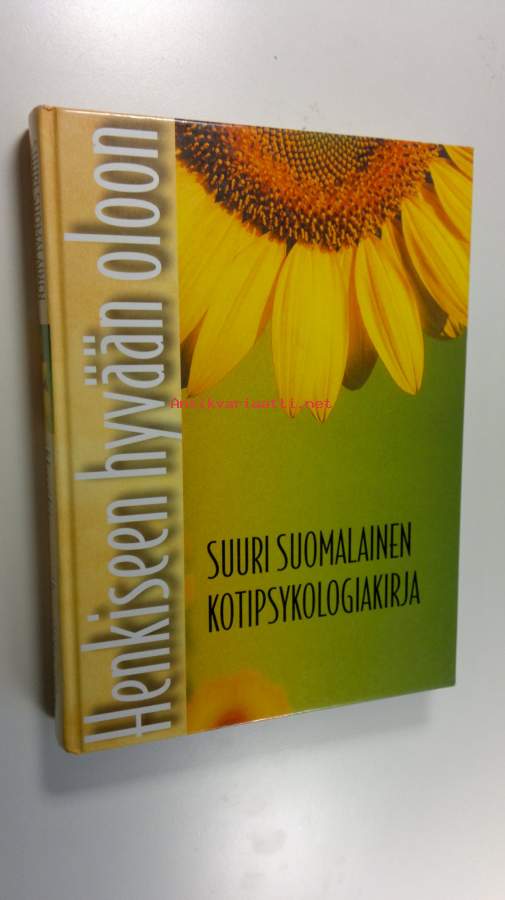 Henkiseen hyvään oloon
Antikvariaatti.net
SUURI SUOMALAINEN
KOTIPSYKOLOGIAKIRJA